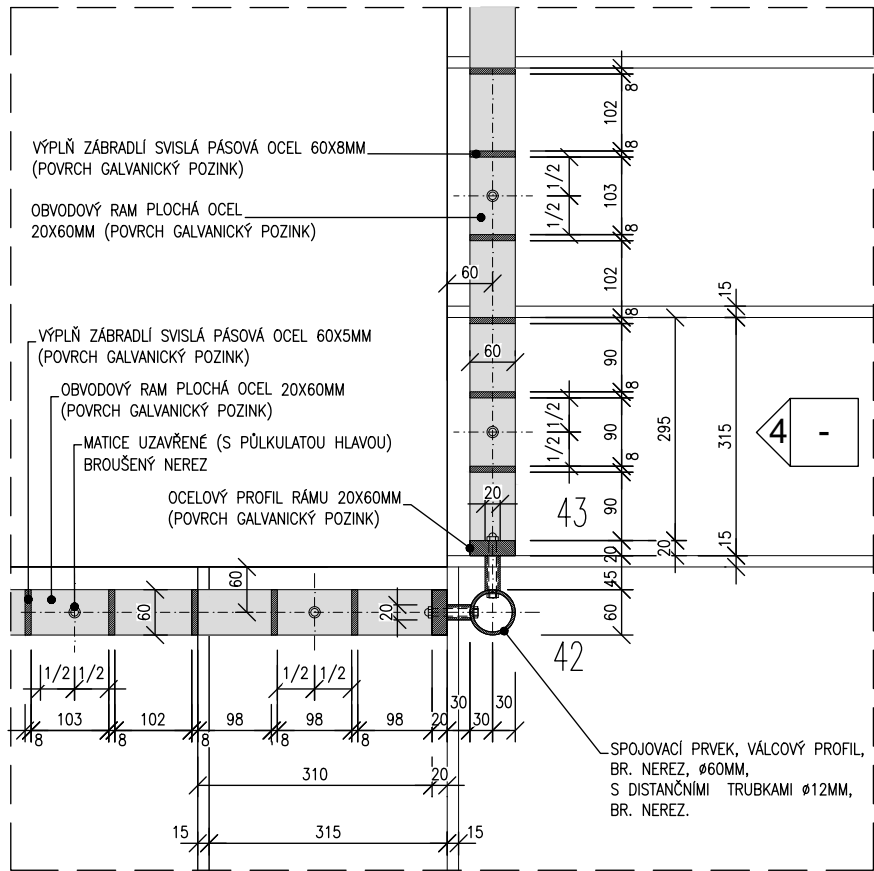 VÝPLŇ ZÁBRADLÍ SVISLÁ PÁSOVÁ OCEL 60X8MM
(POVRCH GALVANICKÝ POZINK)
OBVODOVÝ RAM PLOCHÁ OCEL
20X60MM (POVRCH GALVANICKÝ POZINK)
VÝPLŇ ZÁBRADLÍ SVISLÁ PÁSOVÁ OCEL 60X5MM
(POVRCH GALVANICKÝ POZINK)
OBVODOVÝ RAM PLOCHÁ OCEL 20X60MM
(POVRCH GALVANICKÝ POZINK)
MATICE UZAVŘENÉ (S PŮLKULATOU HLAVOU)
BROUŠENÝ NEREZ
OCELOVÝ PROFIL RÁMU 20X60MM
(POVRCH GALVANICKÝ POZINK)
8
102
8
1/2
1/2
103
8
102
8
90
8
1/2
1/2
90
8
90
20
45
60
60
60
20
295
20
15
315
15
4 -
43
42
60
60
20
1/2 1/2
1/2 1/2
103 102 98 98 98 20 30 30 30
8 8 8 8 8
310 20
15 315 15
SPOJOVACÍ PRVEK, VÁLCOVÝ PROFIL,
BR. NEREZ, ø60MM,
S DISTANČNÍMI TRUBKAMI ø12MM,
BR. NEREZ.